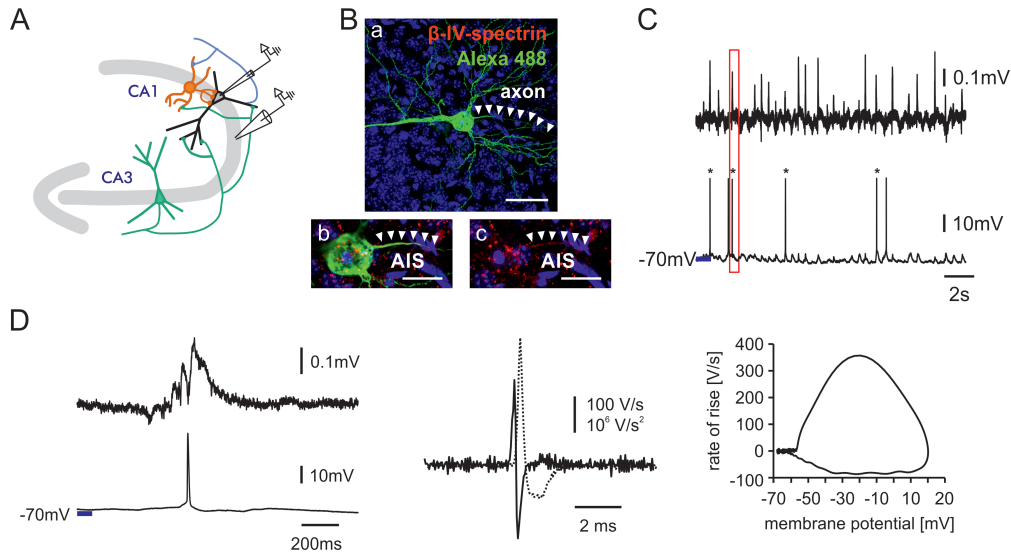 A
CA1
CA3
B
a
β-IV-spectrin
Alexa 488
axon
b
AIS
c
AIS
C
0.1mV
* * * *
10mV
-70mV
2s
D
0.1mV
10mV
-70mV
200ms
100 V/s
10⁶ V/s²
2 ms
rate of rise [V/s]
400
300
200
100
0
-100
-70 -50 -30 -10 10 20
membrane potential [mV]